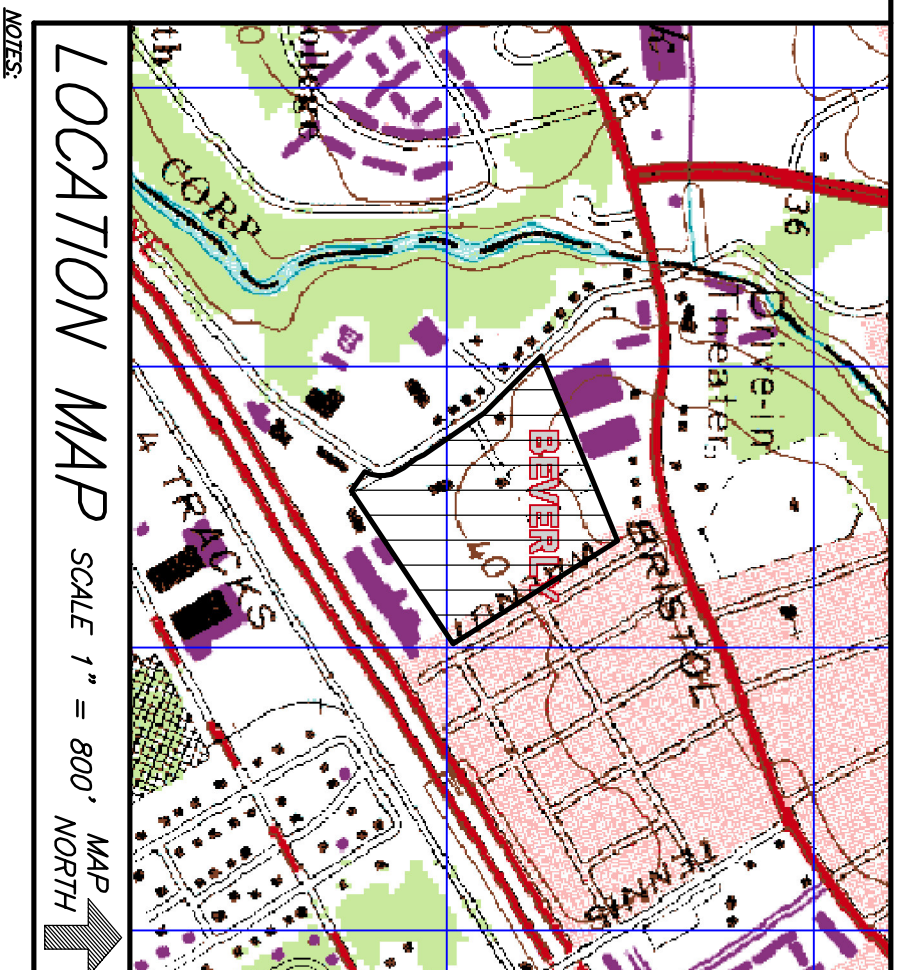 NOTES:
LOCATION MAP SCALE 1" = 800'
MAP
NORTH
th
AVE
36
CORP
Drive-in
Theater
BEVERLY
BRISTOL
40
4 TRACKS
TENNIS